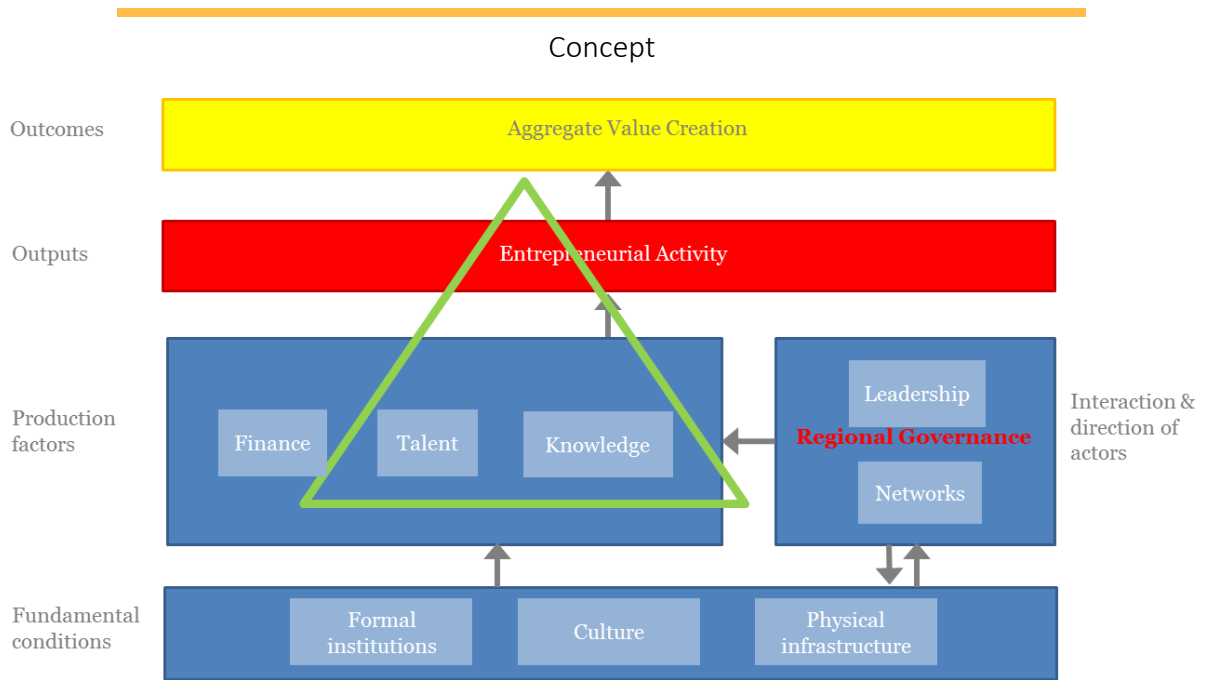 Concept
Outcomes
Aggregate Value Creation
Outputs
Entrepreneurial Activity
Production
factors
Finance
Talent
Knowledge
Leadership
Regional Governance
Networks
Interaction &
direction of
actors
Fundamental
conditions
Formal
institutions
Culture
Physical
infrastructure